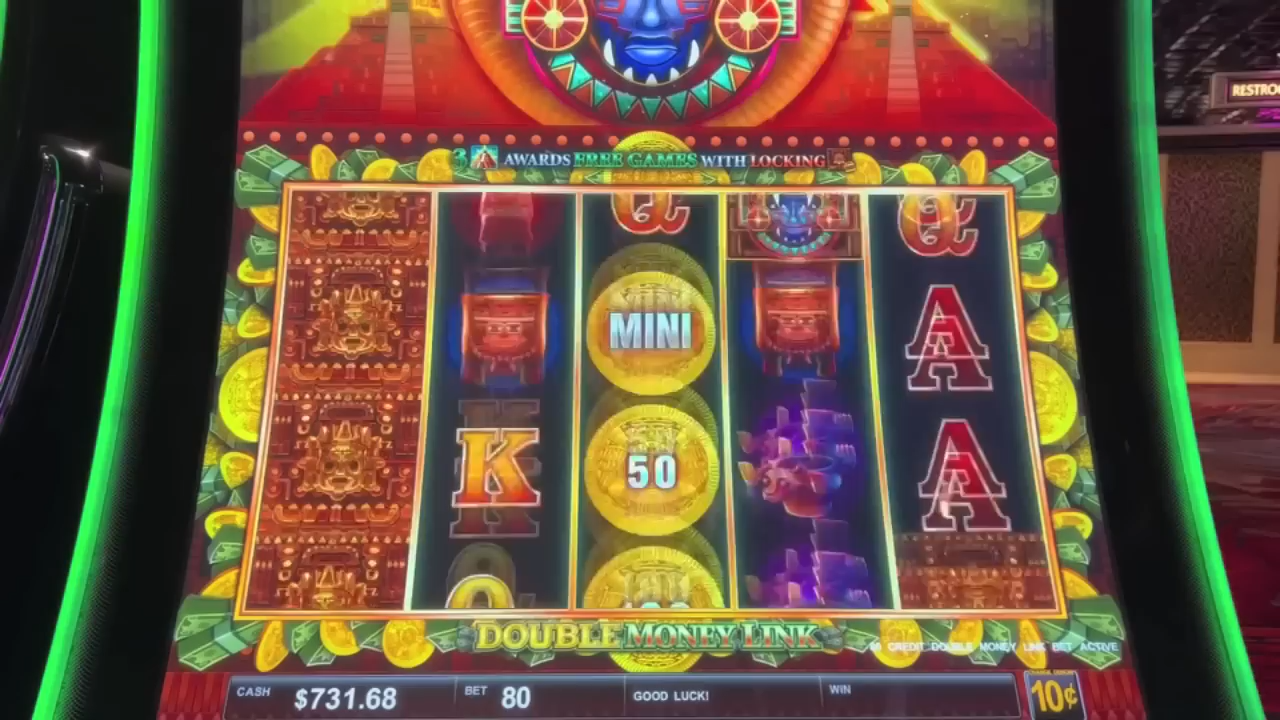 RESTRO
3 AWARDS FREE GAMES WITH LOCKING
Q
Q
MINI
A
K
50
A
DOUBLE MONEY LINK
CREDIT DOUBLE MONEY LINK BET ACTIVE
CASH $731.68 BET 80 GOOD LUCK! WIN 10¢